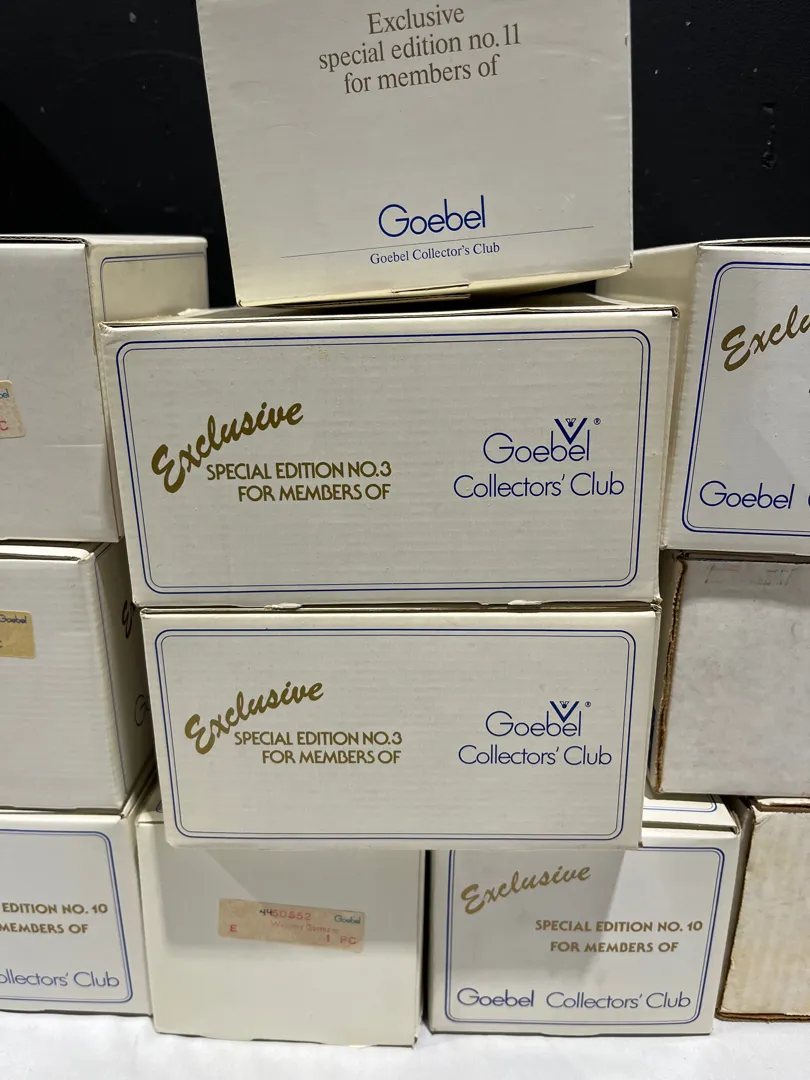 Exclusive
special edition no. 11
for members of
Goebel
Goebel Collector's Club
Exclusive
SPECIAL EDITION NO. 3
FOR MEMBERS OF
Goebel
®
Collectors' Club
Goebel
Exclusive
SPECIAL EDITION NO. 3
FOR MEMBERS OF
Goebel
®
Collectors' Club
Goebel
EDITION NO. 10
MEMBERS OF
Collectors' Club
Goebel
E
1 PC
Exclusive
SPECIAL EDITION NO. 10
FOR MEMBERS OF
Goebel Collectors' Club